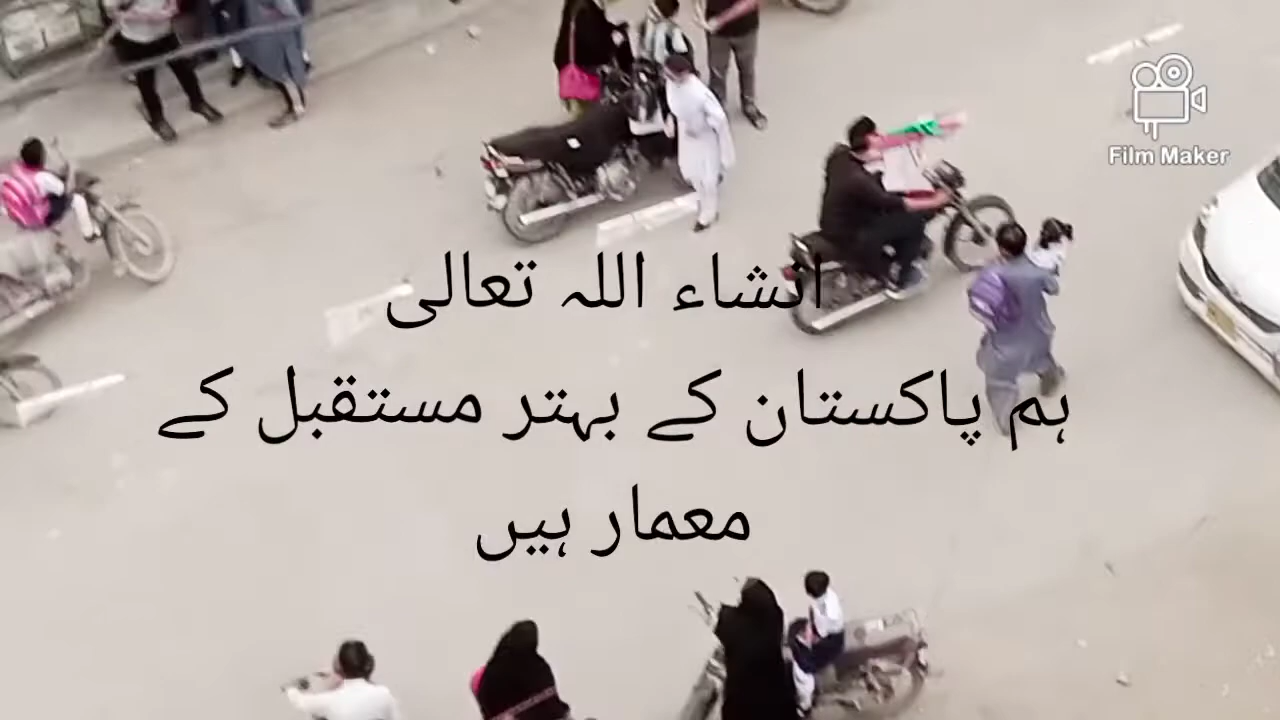 Film Maker
انشاء اللہ تعالی
ہم پاکستان کے بہتر مستقبل کے
معمار ہیں